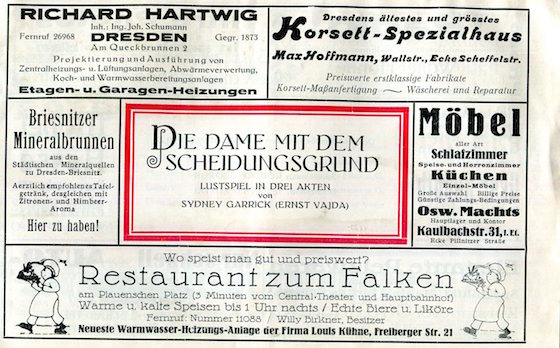 RICHARD HARTWIG
Inh.: Ing. Joh. Schumann
Fernruf 26968 DRESDEN Gegr. 1873
Am Queckbrunnen 2
Projektierung und Ausführung von
Zentralheizungs- u. Lüftungsanlagen, Abwärmeverwertung,
Koch- und Warmwasserbereitungsanlagen
Etagen- u. Garagen-Heizungen
Dresdens ältestes und grösstes
Korsett-Spezialhaus
Max Hoffmann, Wallstr., Ecke Scheffelstr.
Preiswerte erstklassige Fabrikate
Korsett-Maßanfertigung — Wäscherei und Reparatur
Briesnitzer
Mineralbrunnen
aus den
Städtischen Mineralquellen
zu Dresden-Briesnitz.
Aerztlich empfohlenes Tafel-
getränk, desgleichen mit
Zitronen- und Himbeer-
Aroma
Hier zu haben!
DIE DAME MIT DEM
SCHEIDUNGSGRUND
LUSTSPIEL IN DREI AKTEN
von
SYDNEY GARRICK (ERNST VAJDA)
Möbel
aller Art
Schlafzimmer
Speise- und Herrenzimmer
Küchen
Einzel-Möbel
Große Auswahl Billige Preise
Günstige Zahlungs-Bedingungen
Osw. Machts
Hauptlager und Kontor
Kaulbachstr. 31, I. Et.
Ecke Pillnitzer Straße
Wo speist man gut und preiswert?
Restaurant zum Falken
am Plauenschen Platz (3 Minuten vom Central-Theater und Hauptbahnhof)
Warme u. kalte Speisen bis 1 Uhr nachts / Echte Biere u. Liköre
Fernruf: Nummer 11088 / Willy Birkner, Besitzer
Neueste Warmwasser-Heizungs-Anlage der Firma Louis Kühne, Freiberger Str. 21